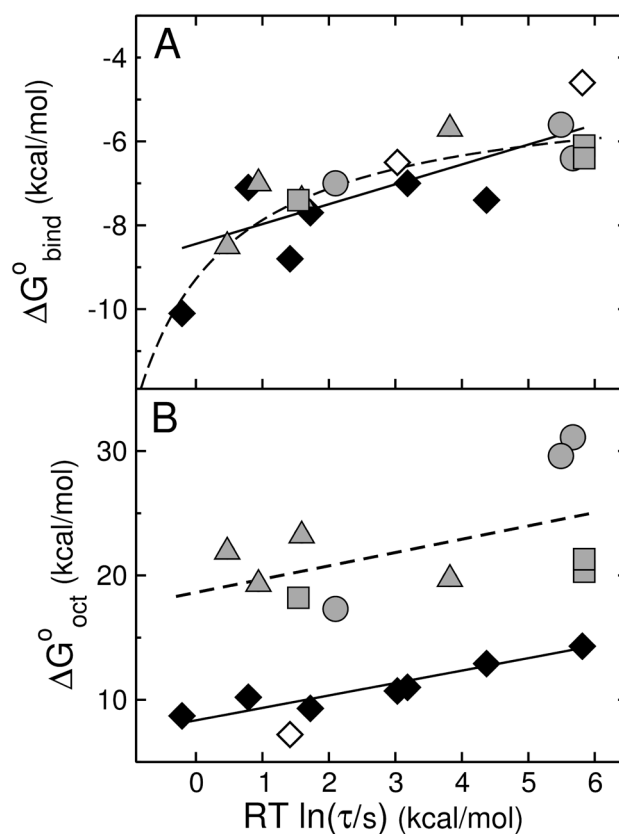 A
-4
-6
-8
-10
ΔG°bind (kcal/mol)
B
30
20
10
ΔG°oct (kcal/mol)
0 1 2 3 4 5 6
RT ln(τ/s) (kcal/mol)